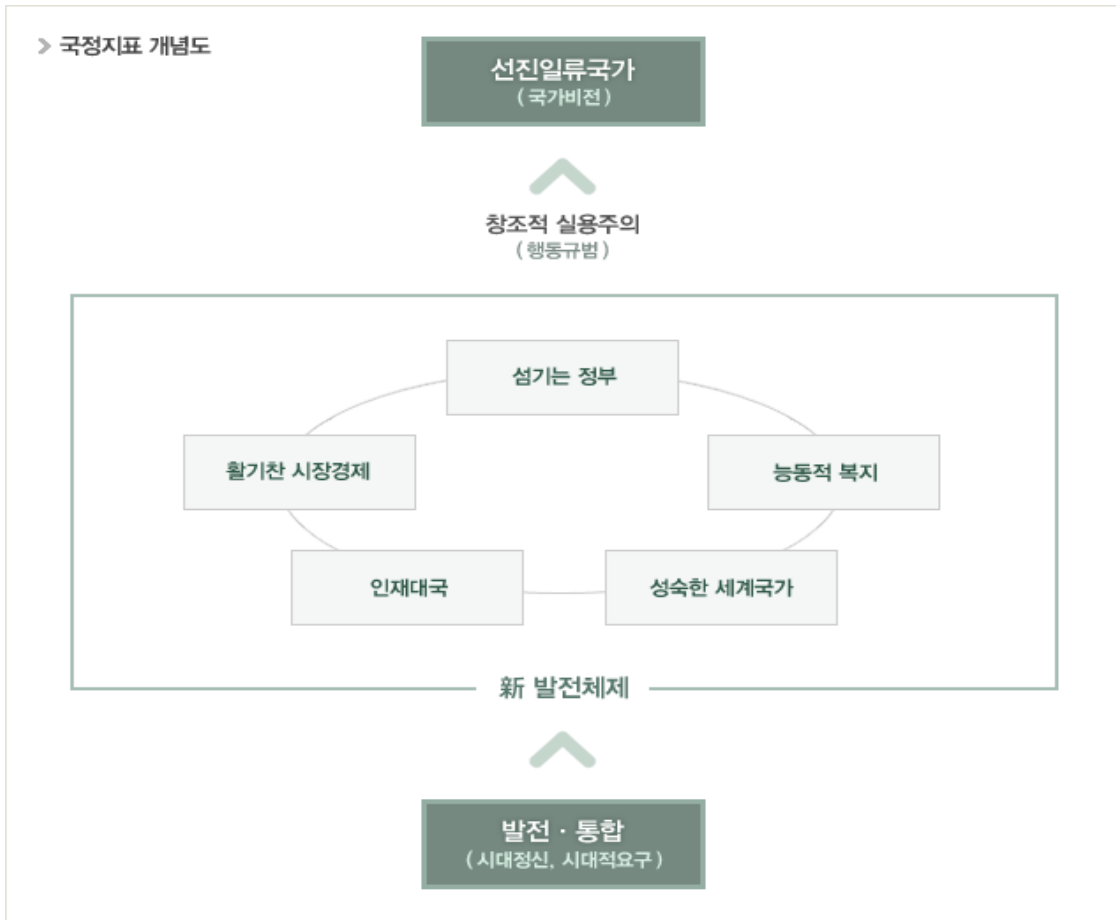 국정지표 개념도
선진일류국가
( 국가비전 )
창조적 실용주의
( 행동규범 )
섬기는 정부
활기찬 시장경제
능동적 복지
인재대국
성숙한 세계국가
新 발전체제
발전 · 통합
( 시대정신, 시대적요구 )